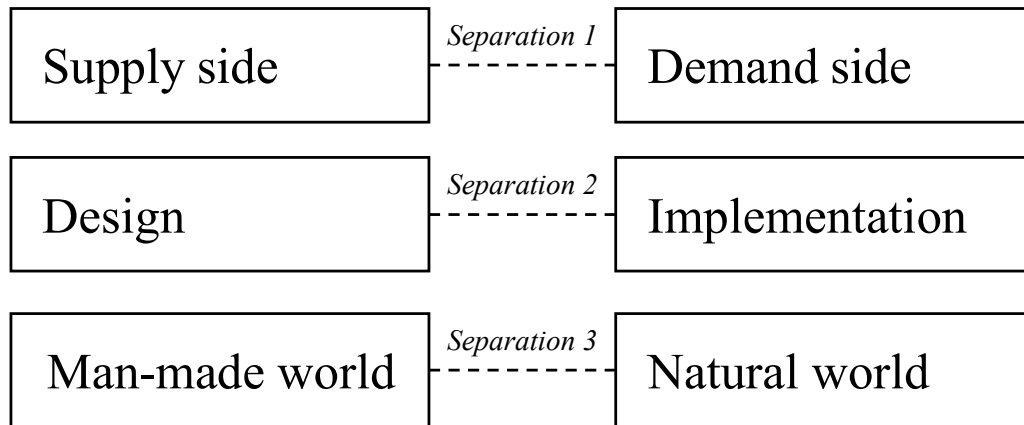 Supply side
Separation 1
Demand side
Design
Separation 2
Implementation
Man-made world
Separation 3
Natural world